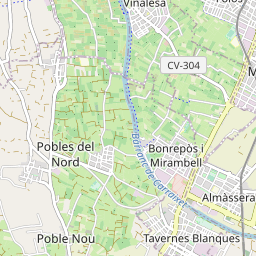 Vinalesa
CV-304
Pobles del
Nord
Bonrepòs i
Mirambell
Barranc de Carraixet
Almàssera
Poble Nou
Tavernes Blanques